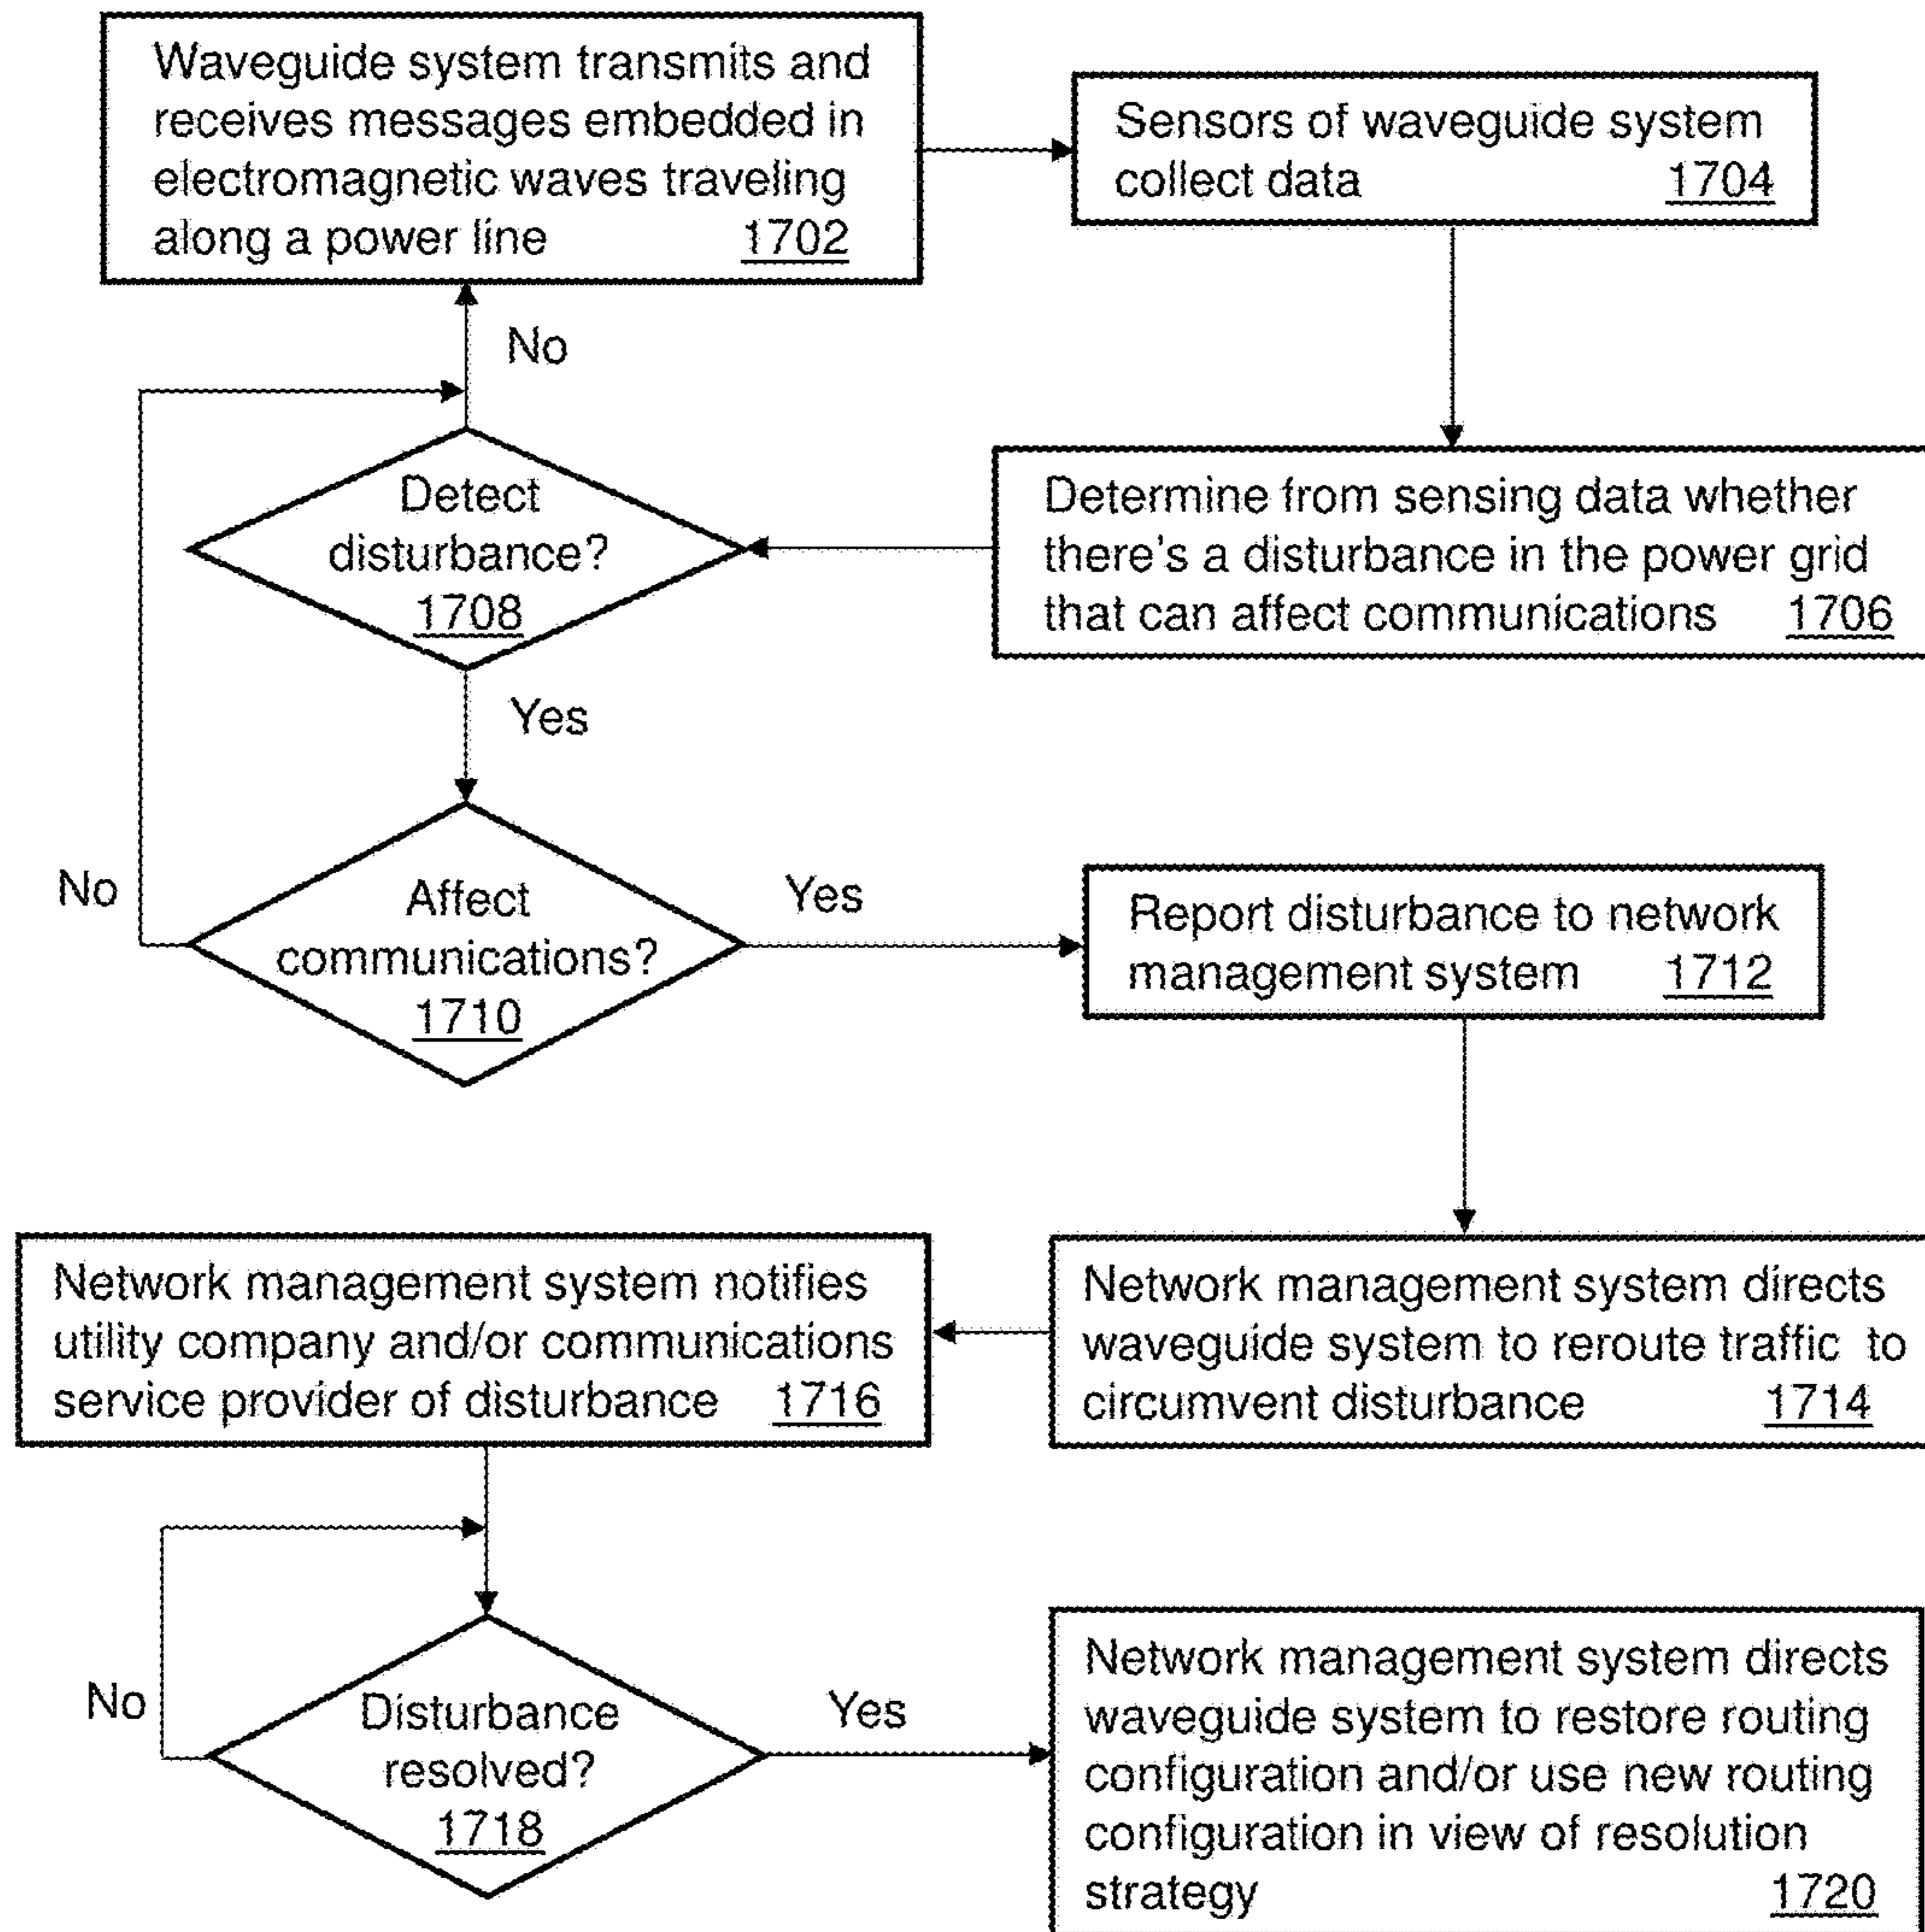 Waveguide system transmits and
receives messages embedded in
electromagnetic waves traveling
along a power line 1702
Sensors of waveguide system
collect data 1704
No
Detect
disturbance?
1708
Determine from sensing data whether
there's a disturbance in the power grid
that can affect communications 1706
Yes
No
Affect
communications?
1710
Yes
Report disturbance to network
management system 1712
Network management system notifies
utility company and/or communications
service provider of disturbance 1716
Network management system directs
waveguide system to reroute traffic to
circumvent disturbance 1714
No
Disturbance
resolved?
1718
Yes
Network management system directs
waveguide system to restore routing
configuration and/or use new routing
configuration in view of resolution
strategy 1720